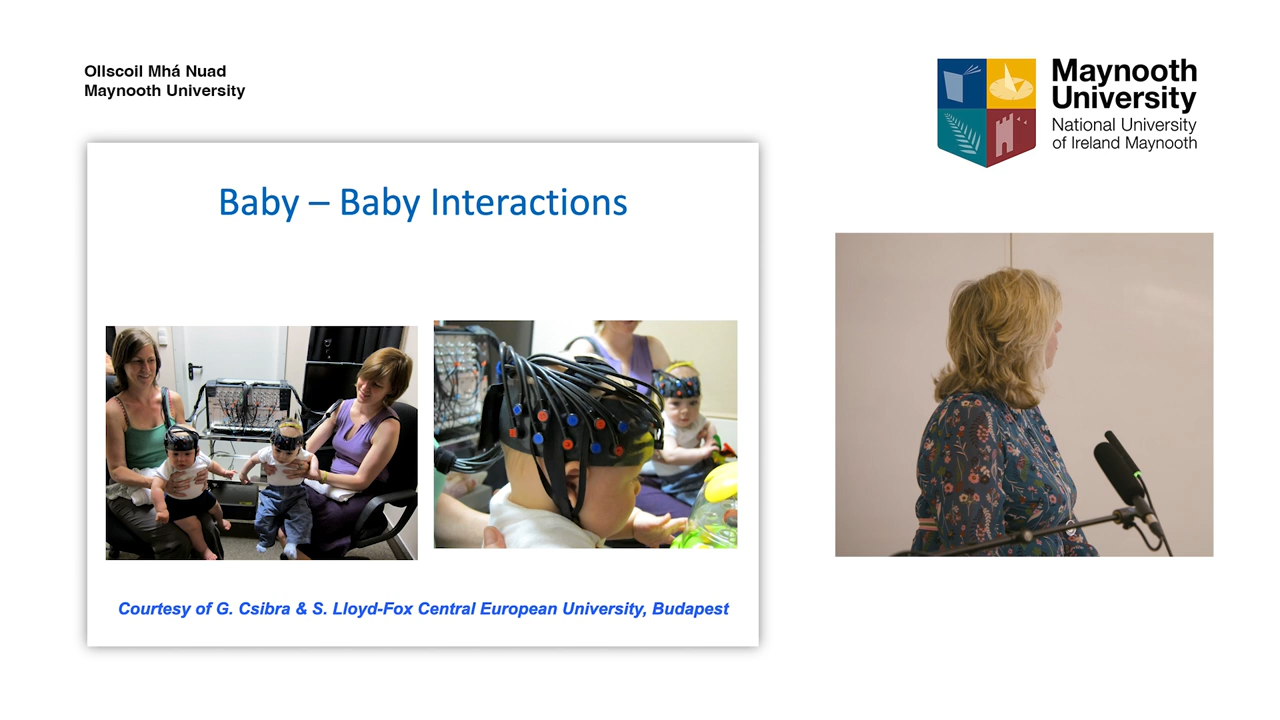 Ollscoil Mhá Nuad
Maynooth University
Maynooth
University
National University
of Ireland Maynooth
Baby – Baby Interactions
Courtesy of G. Csibra & S. Lloyd-Fox Central European University, Budapest